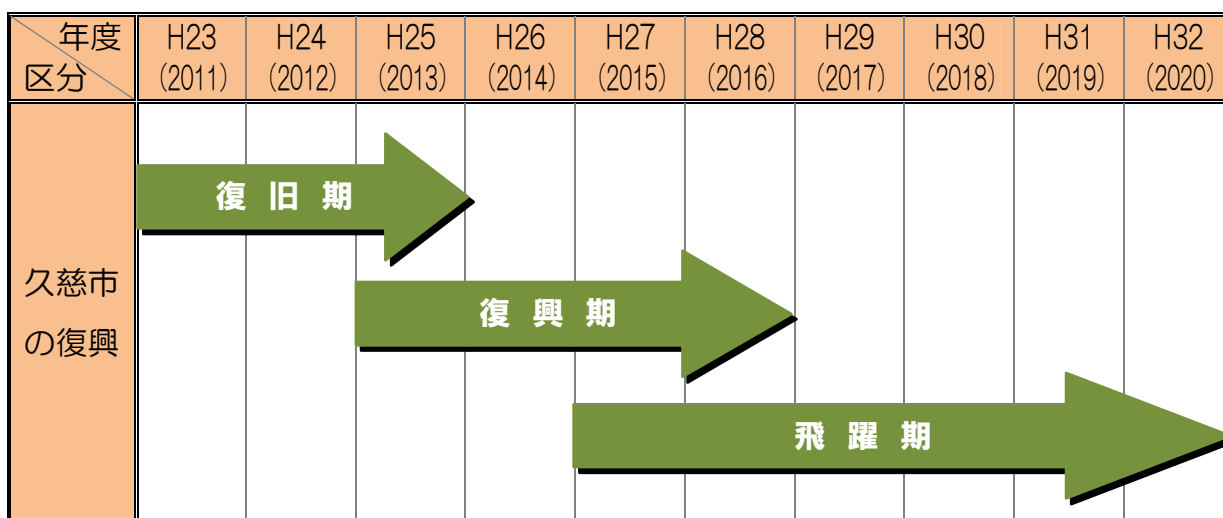 年度
区分
H23
(2011)
H24
(2012)
H25
(2013)
H26
(2014)
H27
(2015)
H28
(2016)
H29
(2017)
H30
(2018)
H31
(2019)
H32
(2020)
久慈市
の復興
復旧期
復興期
飛躍期